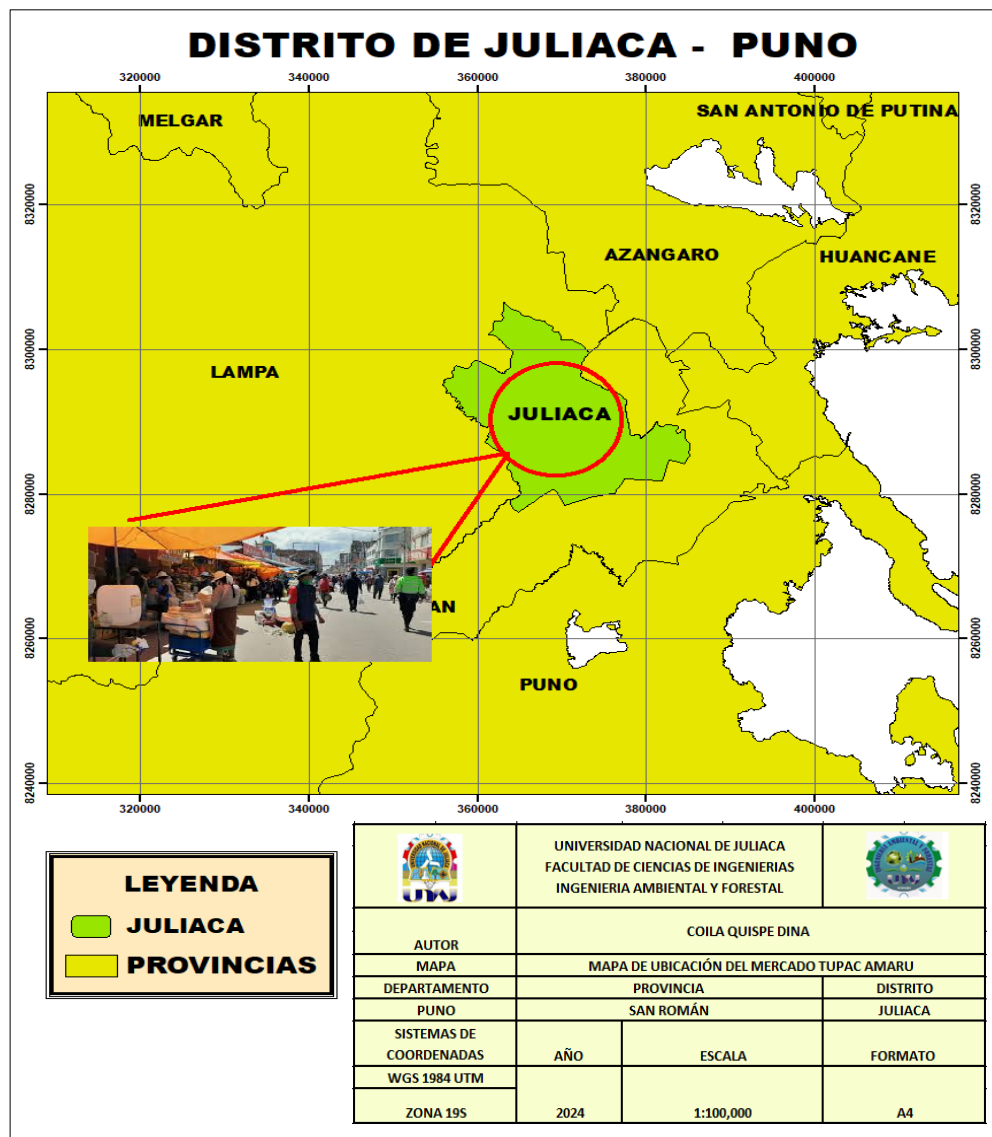 DISTRITO DE JULIACA - PUNO
320000 340000 360000 380000 400000
MELGAR
SAN ANTONIO DE PUTINA
8320000 8320000
AZANGARO
HUANCANE
8300000 8300000
LAMPA
JULIACA
8280000 8280000
AN
8260000 8260000
PUNO
8240000 8240000
320000 340000 360000 380000 400000
LEYENDA
JULIACA
PROVINCIAS
UNIVERSIDAD NACIONAL DE JULIACA
FACULTAD DE CIENCIAS DE INGENIERIAS
INGENIERIA AMBIENTAL Y FORESTAL
AUTOR COILA QUISPE DINA
MAPA MAPA DE UBICACIÓN DEL MERCADO TUPAC AMARU
DEPARTAMENTO PROVINCIA DISTRITO
PUNO SAN ROMÁN JULIACA
SISTEMAS DE
COORDENADAS AÑO ESCALA FORMATO
WGS 1984 UTM
ZONA 19S 2024 1:100,000 A4